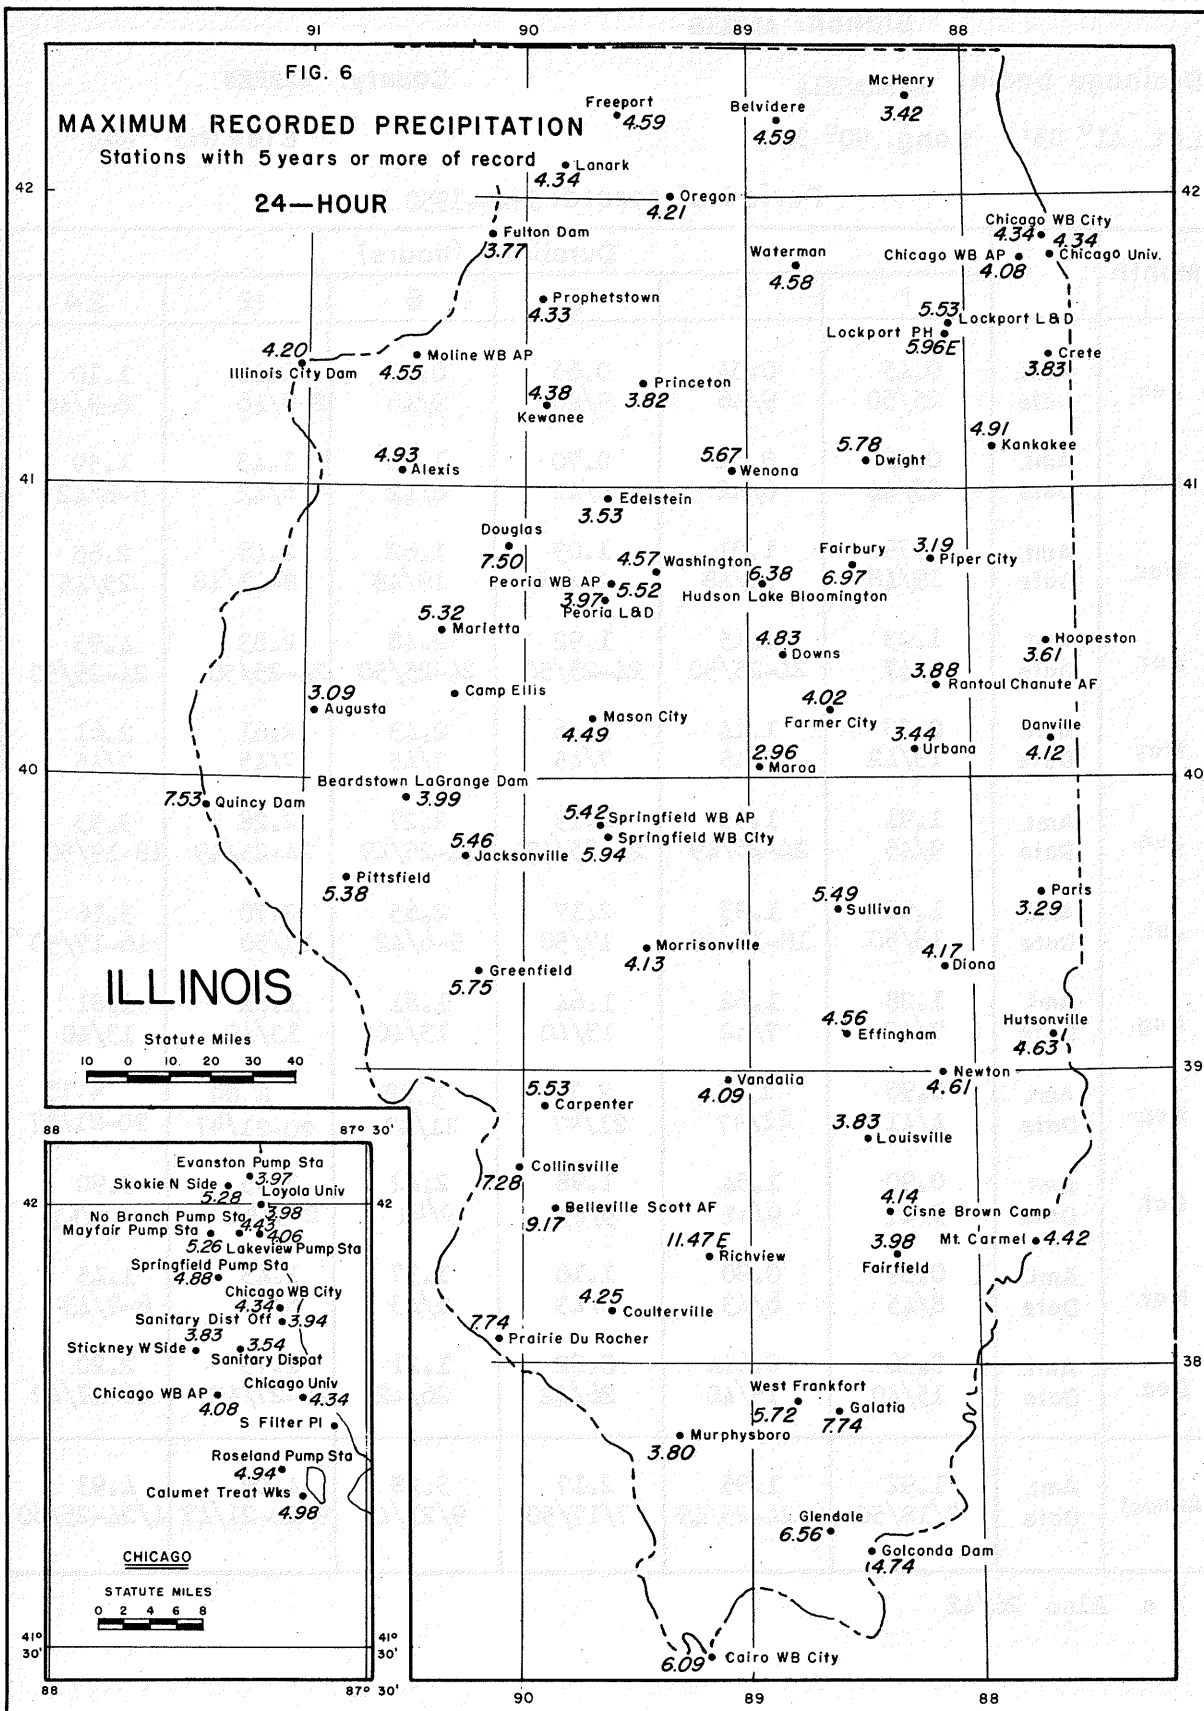 91 90 89 88
FIG. 6
MAXIMUM RECORDED PRECIPITATION
Stations with 5 years or more of record
24—HOUR
McHenry
3.42
Freeport
4.59
Belvidere
4.59
Lanark
4.34
42
42
Oregon
4.21
Chicago WB City
4.34
4.34
Chicago Univ.
Chicago WB AP
4.08
Fulton Dam
3.77
Waterman
4.58
Prophetstown
4.33
5.53
Lockport L&D
Lockport PH
5.96E
Crete
3.83
4.20
Illinois City Dam
Moline WB AP
4.55
Princeton
3.82
4.38
Kewanee
4.91
Kankakee
4.93
Alexis
5.67
Wenona
5.78
Dwight
41
41
Edelstein
3.53
Douglas
7.50
4.57
Washington
Peoria WB AP
5.52
3.97
Peoria L&D
6.38
Hudson Lake Bloomington
Fairbury
6.97
3.19
Piper City
5.32
Marietta
4.83
Downs
Hoopeston
3.61
3.88
Rantoul Chanute AF
Camp Ellis
3.09
Augusta
Mason City
4.49
4.02
Farmer City
3.44
Urbana
Danville
4.12
2.96
Maroa
40
40
Beardstown LaGrange Dam
3.99
7.53
Quincy Dam
5.42
Springfield WB AP
Springfield WB City
5.94
5.46
Jacksonville
Pittsfield
5.38
5.49
Sullivan
Paris
3.29
Morrisonville
4.13
4.17
Diona
Greenfield
5.75
ILLINOIS
Statute Miles
10 0 10 20 30 40
4.56
Effingham
Hutsonville
4.63
39
Vandalia
4.09
Newton
4.61
5.53
Carpenter
3.83
Louisville
Collinsville
7.28
Belleville Scott AF
9.17
4.14
Cisne Brown Camp
Mt. Carmel
4.42
11.47E
Richview
3.98
Fairfield
4.25
Coulterville
7.74
Prairie Du Rocher
38
West Frankfort
5.72
Galatia
7.74
Murphysboro
3.80
Glendale
6.56
Golconda Dam
4.74
6.09
Cairo WB City
90 89 88
88 87° 30'
Evanston Pump Sta
3.97
Skokie N Side
5.28
Loyola Univ
3.98
42
42
No Branch Pump Sta
4.43
Mayfair Pump Sta
5.26
4.06
Lakeview Pump Sta
Springfield Pump Sta
4.88
Chicago WB City
4.34
Sanitary Dist Off
3.94
3.83
Stickney W Side
3.54
Sanitary Dispat
Chicago WB AP
4.08
Chicago Univ
4.34
S Filter Pl
Roseland Pump Sta
4.94
Calumet Treat Wks
4.98
CHICAGO
STATUTE MILES
0 2 4 6 8
41° 30'
41° 30'
88 87° 30'